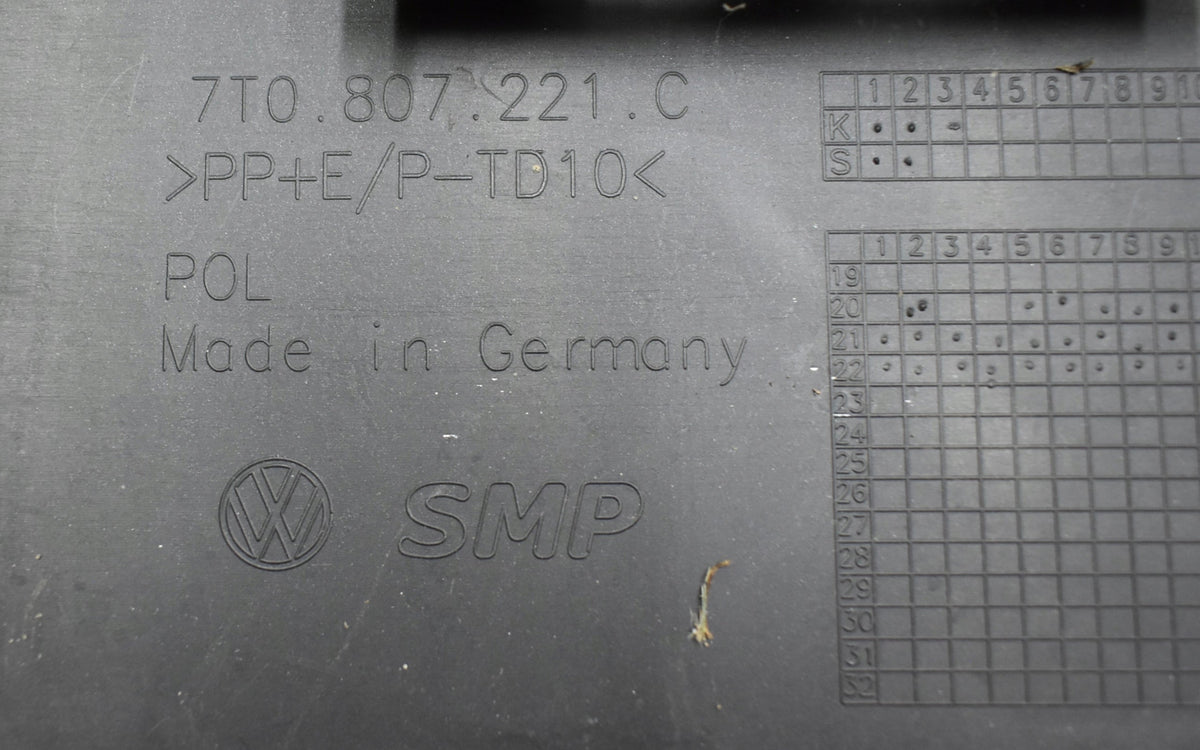 7T0.807.221.C
>PP+E/P-TD10<
POL
Made in Germany
VW SMP
1 2 3 4 5 6 7 8 9 1
K
S
1 2 3 4 5 6 7 8 9
19
20
21
22
23
24
25
26
27
28
29
30
31
32